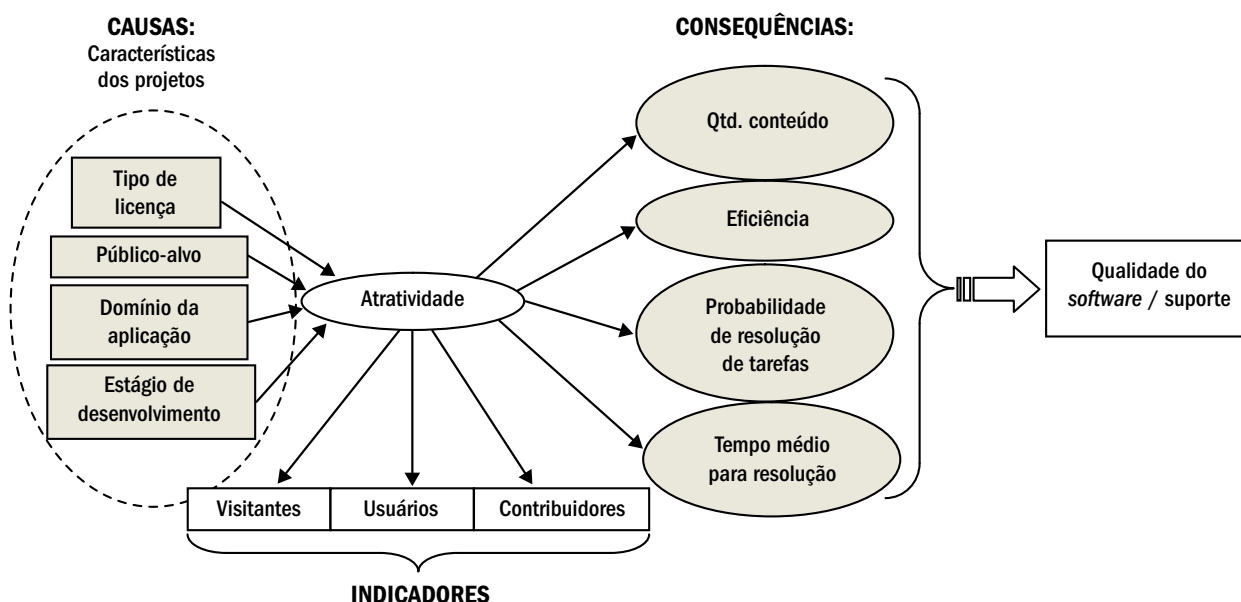 CAUSAS:
Características
dos projetos
Tipo de
licença
Público-alvo
Domínio da
aplicação
Estágio de
desenvolvimento
Atratividade
Visitantes
Usuários
Contribuidores
INDICADORES
CONSEQUÊNCIAS:
Qtd. conteúdo
Eficiência
Probabilidade
de resolução
de tarefas
Tempo médio
para resolução
Qualidade do
software / suporte